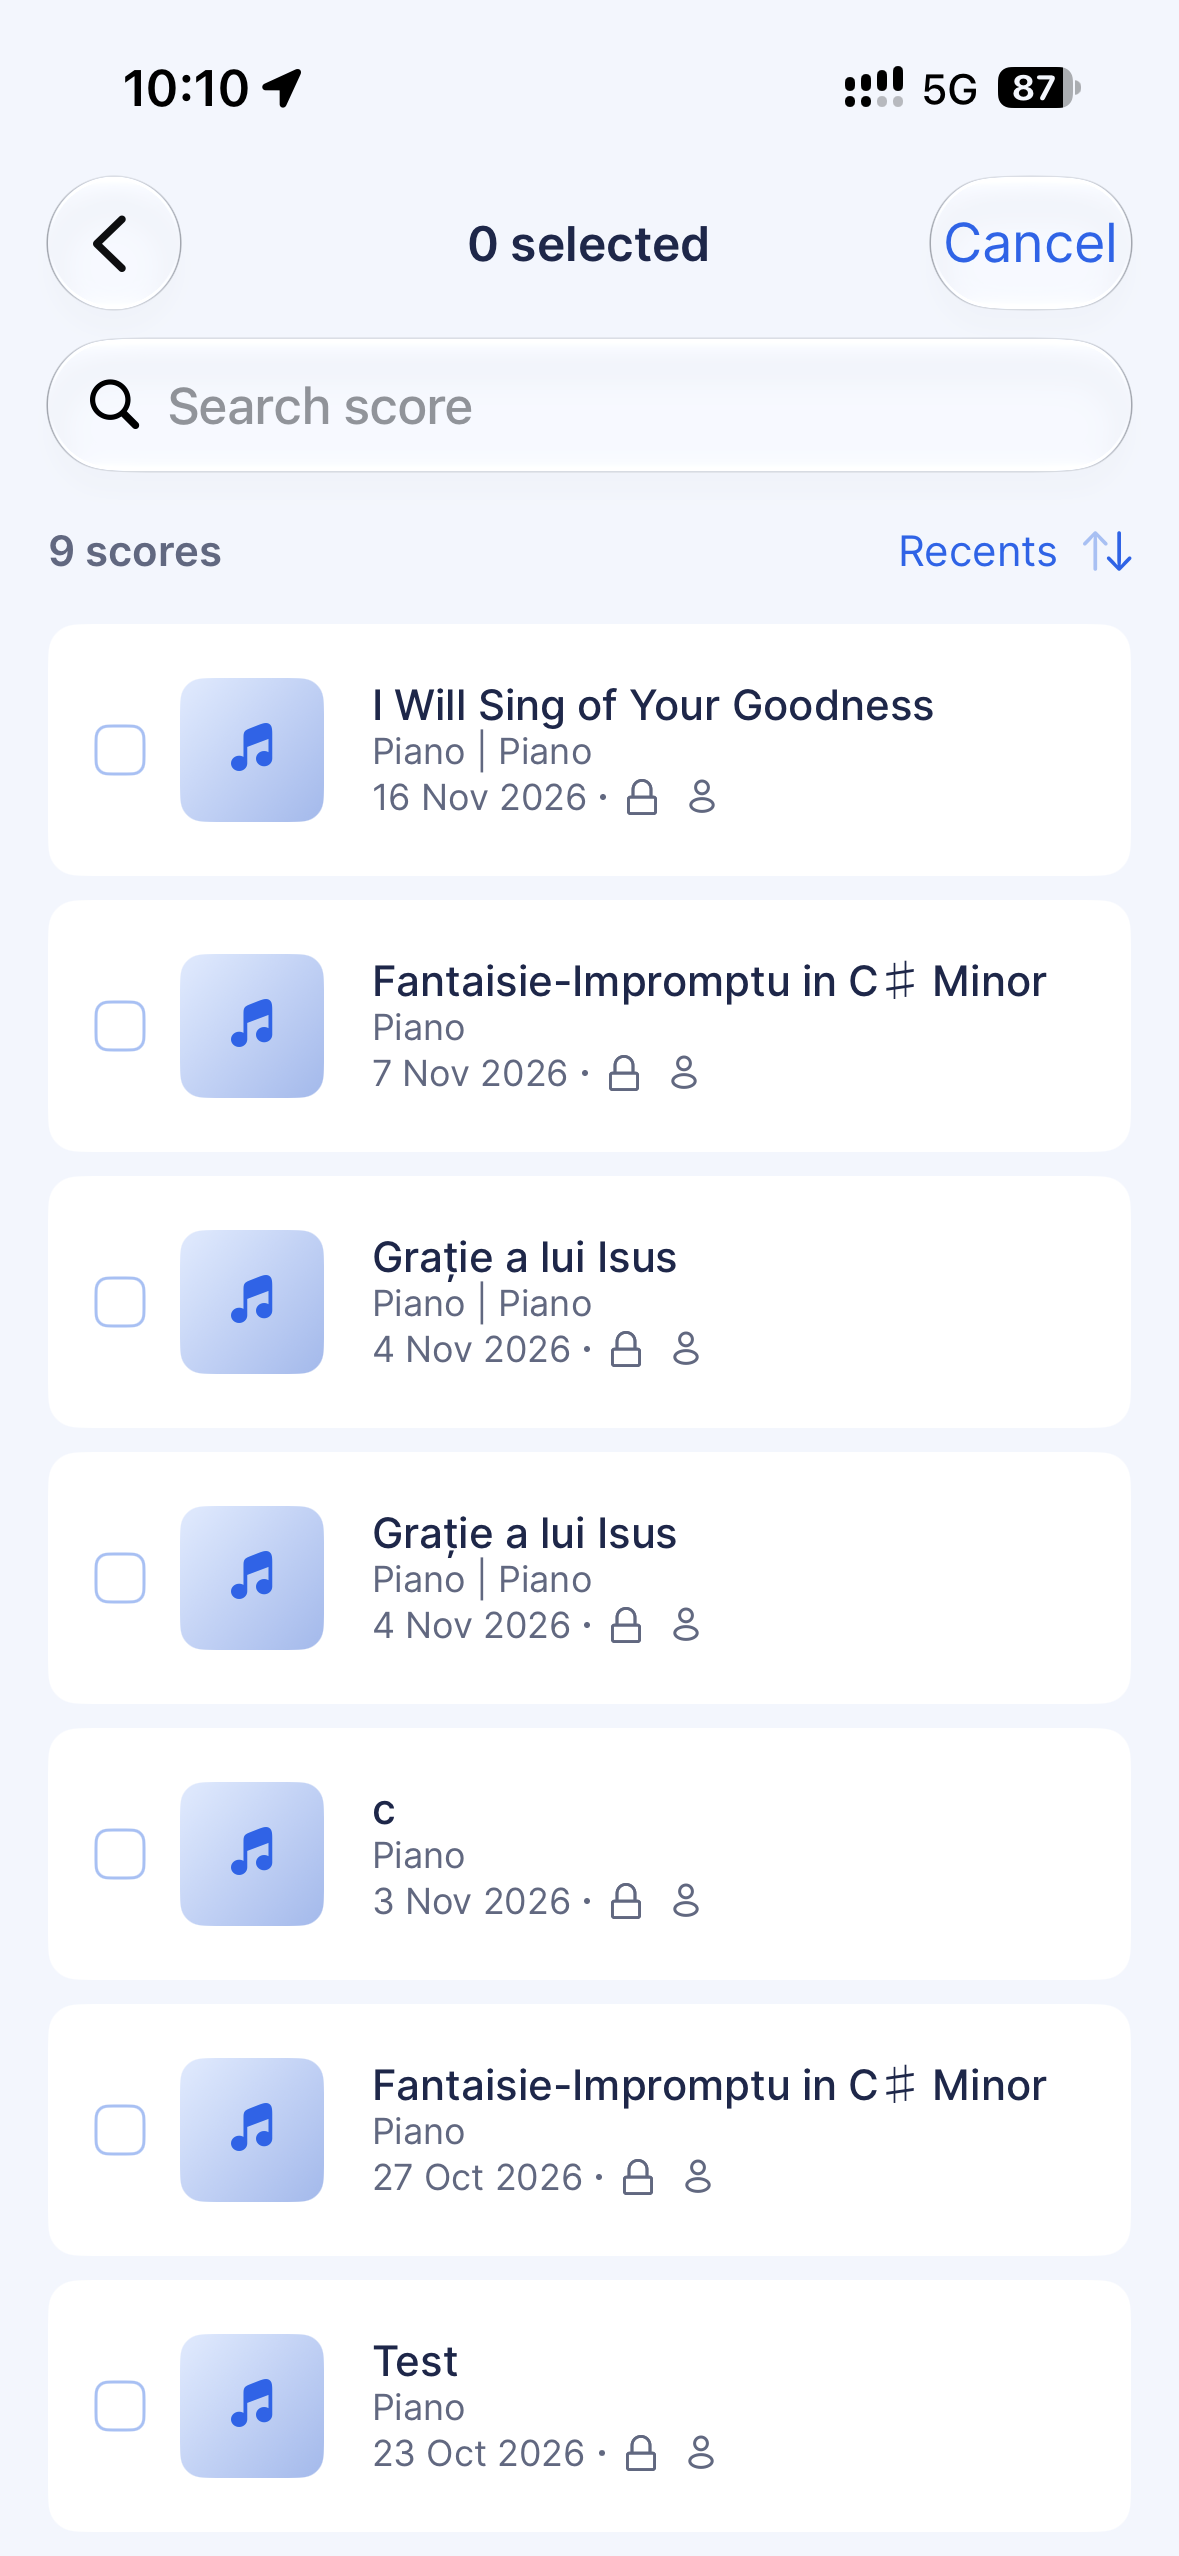 10:10
5G
87
0 selected
Cancel
Search score
9 scores
Recents
I Will Sing of Your Goodness
Piano | Piano
16 Nov 2026 ·
Fantaisie-Impromptu in C♯ Minor
Piano
7 Nov 2026 ·
Grație a lui Isus
Piano | Piano
4 Nov 2026 ·
Grație a lui Isus
Piano | Piano
4 Nov 2026 ·
c
Piano
3 Nov 2026 ·
Fantaisie-Impromptu in C♯ Minor
Piano
27 Oct 2026 ·
Test
Piano
23 Oct 2026 ·